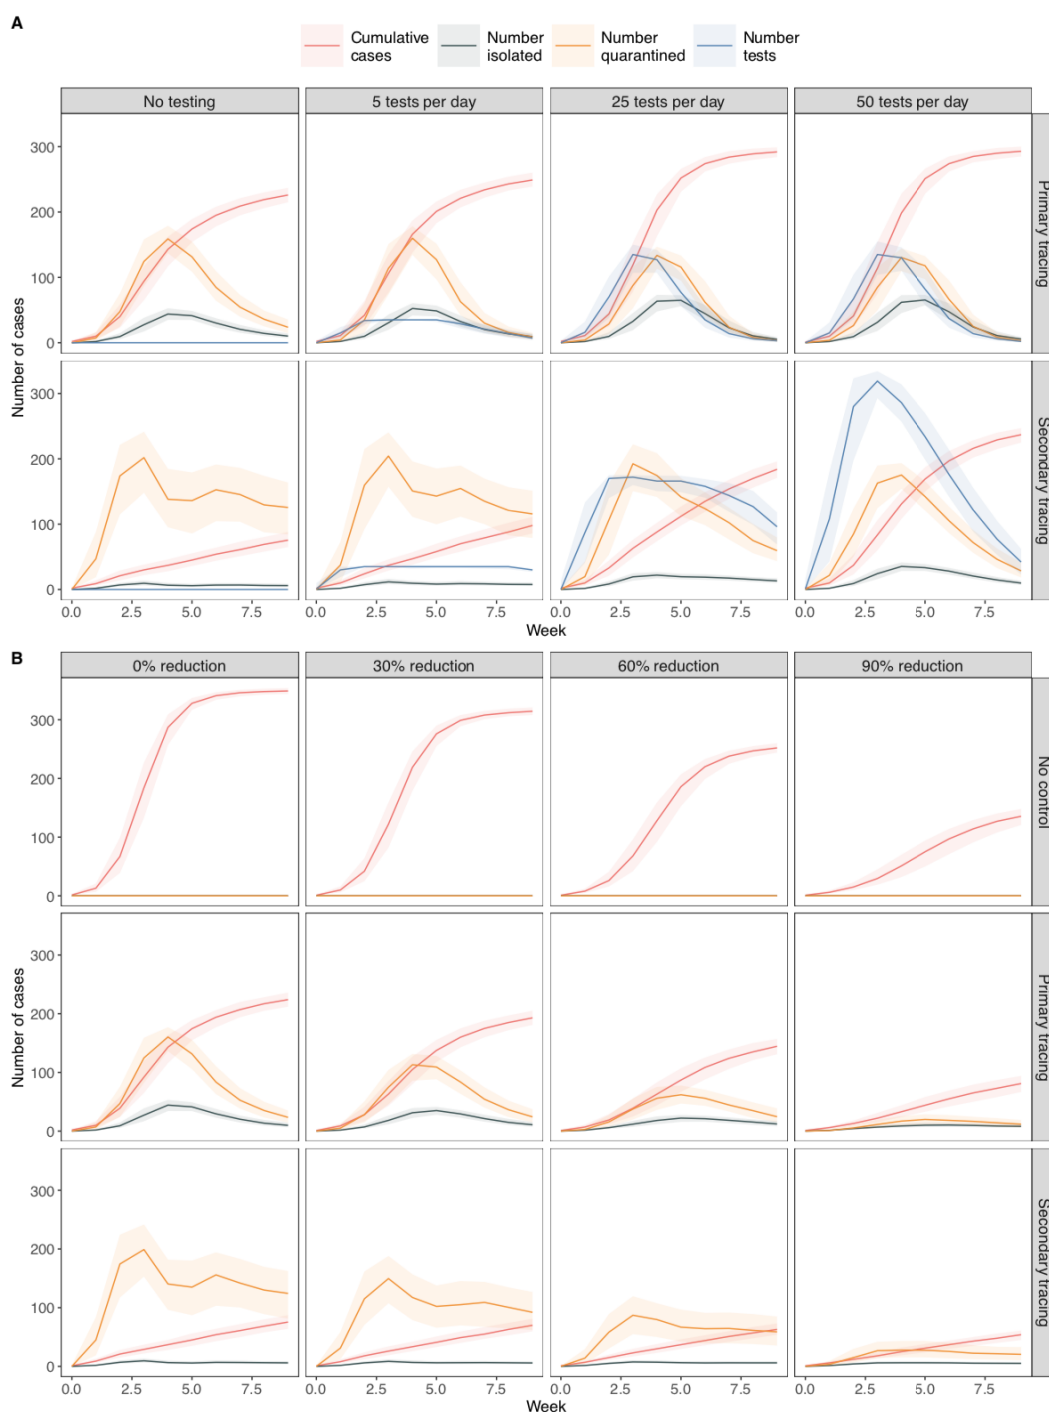 A
Cumulative cases
Number isolated
Number quarantined
Number tests
No testing
5 tests per day
25 tests per day
50 tests per day
300
200
100
0
Primary tracing
Number of cases
300
200
100
0
Secondary tracing
0.0 2.5 5.0 7.5
0.0 2.5 5.0 7.5
0.0 2.5 5.0 7.5
0.0 2.5 5.0 7.5
Week
B
0% reduction
30% reduction
60% reduction
90% reduction
300
200
100
0
No control
Number of cases
300
200
100
0
Primary tracing
300
200
100
0
Secondary tracing
0.0 2.5 5.0 7.5
0.0 2.5 5.0 7.5
0.0 2.5 5.0 7.5
0.0 2.5 5.0 7.5
Week